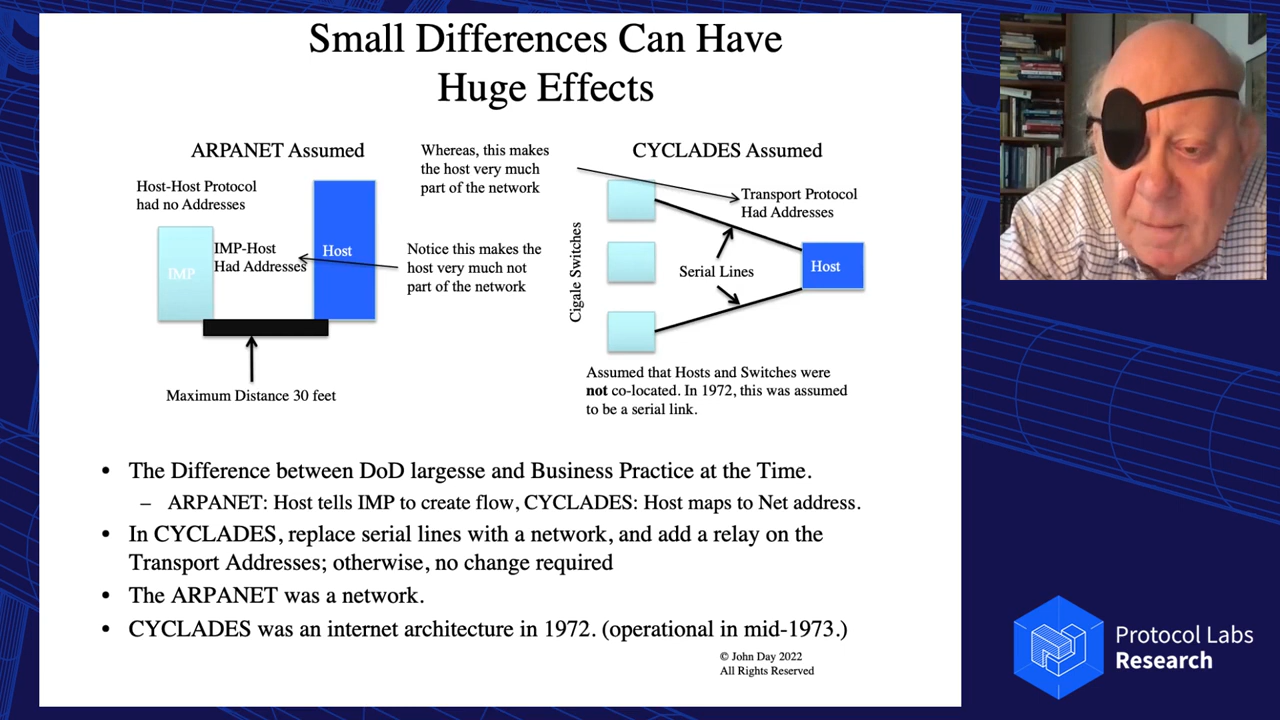 Small Differences Can Have
Huge Effects
ARPANET Assumed
Host-Host Protocol
had no Addresses
IMP
IMP-Host
Had Addresses
Host
Maximum Distance 30 feet
Whereas, this makes
the host very much
part of the network
Notice this makes the
host very much not
part of the network
CYCLADES Assumed
Transport Protocol
Had Addresses
Cigale Switches
Serial Lines
Host
Assumed that Hosts and Switches were
not co-located. In 1972, this was assumed
to be a serial link.
• The Difference between DoD largesse and Business Practice at the Time.
– ARPANET: Host tells IMP to create flow, CYCLADES: Host maps to Net address.
• In CYCLADES, replace serial lines with a network, and add a relay on the
Transport Addresses; otherwise, no change required
• The ARPANET was a network.
• CYCLADES was an internet architecture in 1972. (operational in mid-1973.)
© John Day 2022
All Rights Reserved
Protocol Labs
Research